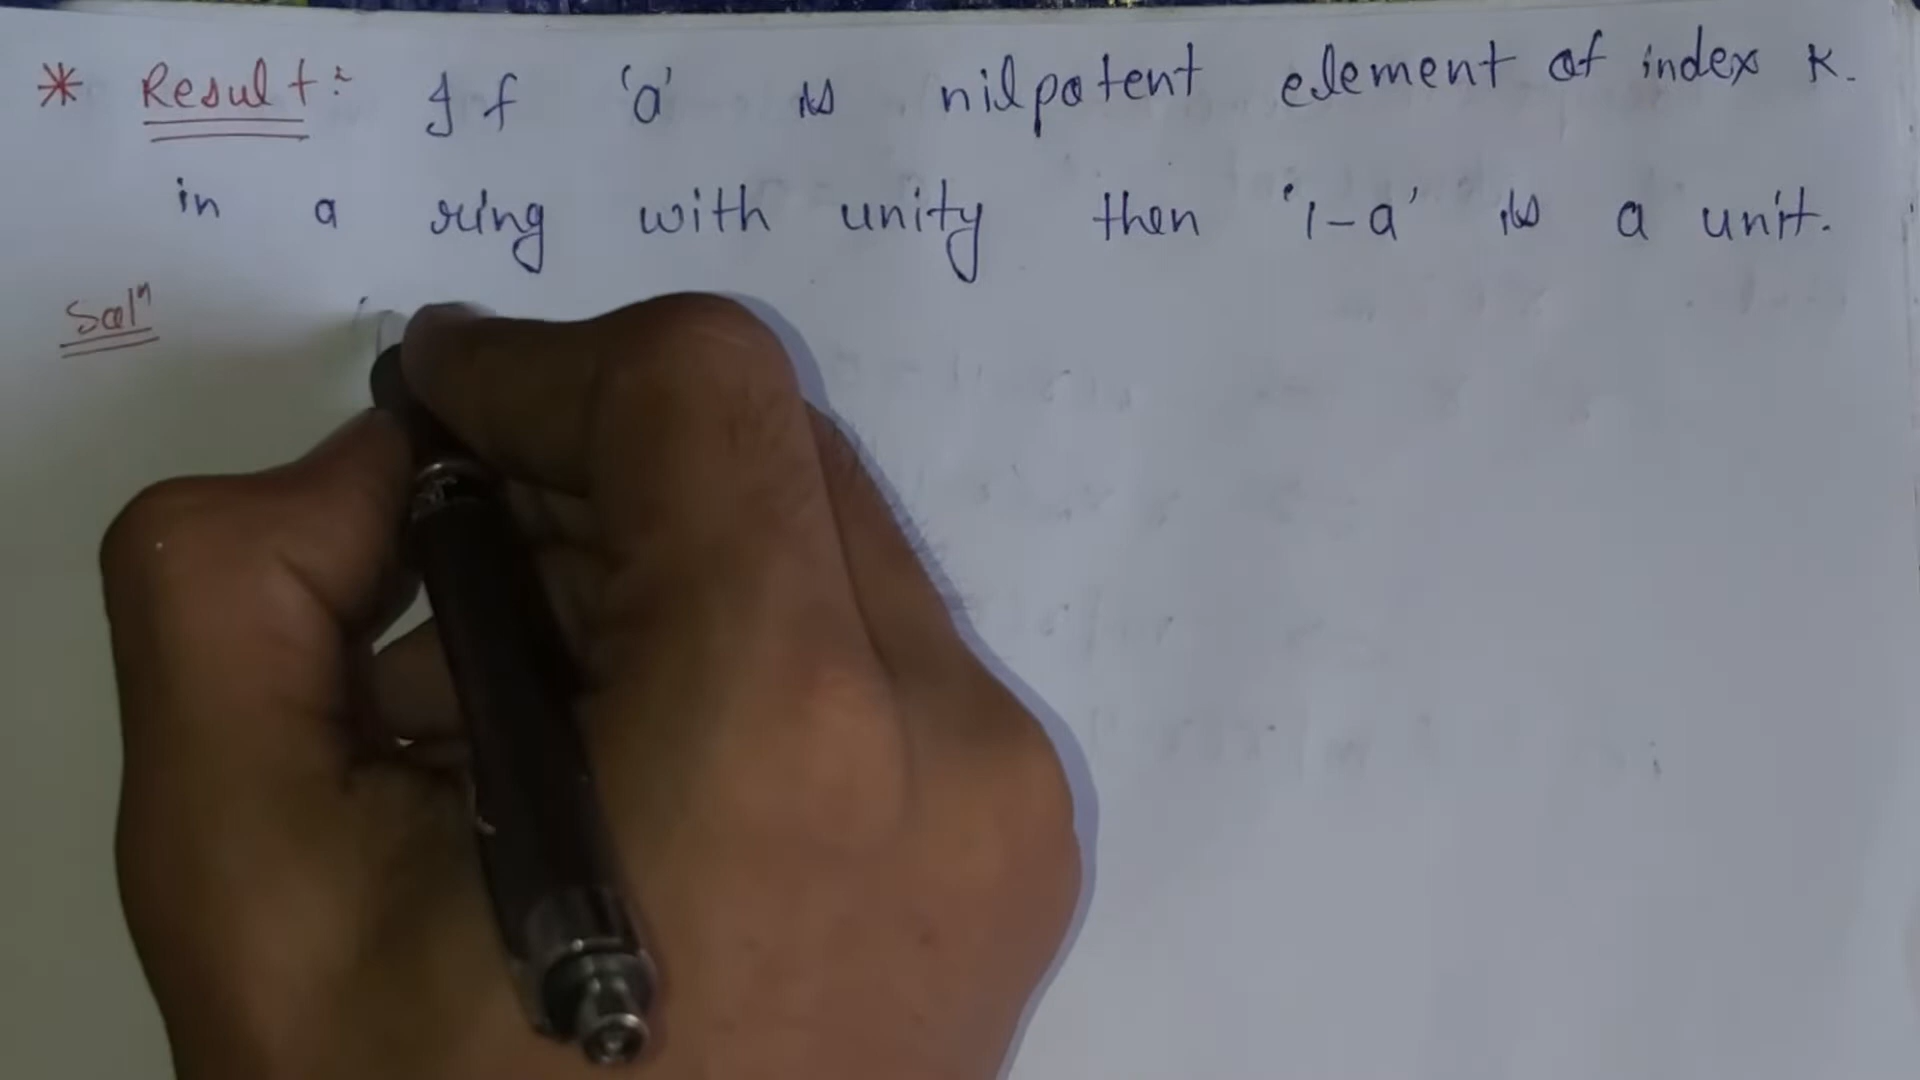 * Result:- If 'a' is nilpotent element of index K.
in a ring with unity then '1-a' is a unit.
Solⁿ